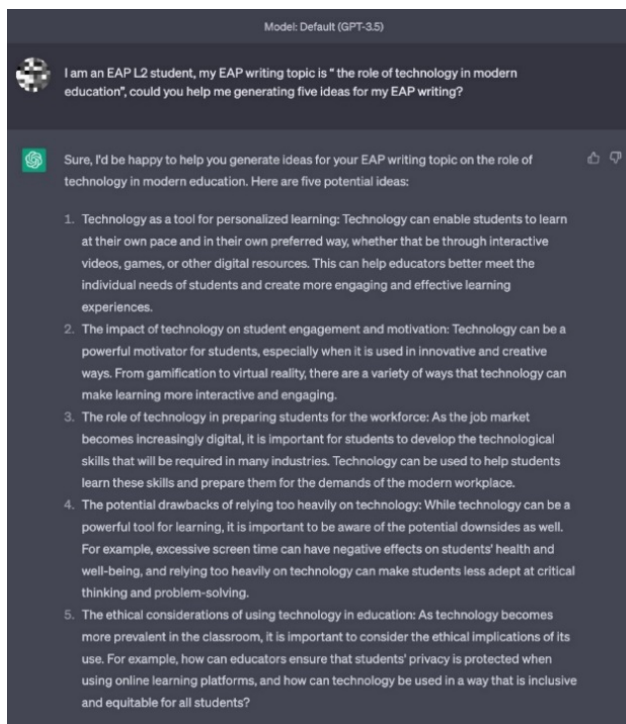 Model: Default (GPT-3.5)
I am an EAP L2 student, my EAP writing topic is " the role of technology in modern
education", could you help me generating five ideas for my EAP writing?
Sure, I'd be happy to help you generate ideas for your EAP writing topic on the role of
technology in modern education. Here are five potential ideas:
1. Technology as a tool for personalized learning: Technology can enable students to learn
at their own pace and in their own preferred way, whether that be through interactive
videos, games, or other digital resources. This can help educators better meet the
individual needs of students and create more engaging and effective learning
experiences.
2. The impact of technology on student engagement and motivation: Technology can be a
powerful motivator for students, especially when it is used in innovative and creative
ways. From gamification to virtual reality, there are a variety of ways that technology can
make learning more interactive and engaging.
3. The role of technology in preparing students for the workforce: As the job market
becomes increasingly digital, it is important for students to develop the technological
skills that will be required in many industries. Technology can be used to help students
learn these skills and prepare them for the demands of the modern workplace.
4. The potential drawbacks of relying too heavily on technology: While technology can be a
powerful tool for learning, it is important to be aware of the potential downsides as well.
For example, excessive screen time can have negative effects on students' health and
well-being, and relying too heavily on technology can make students less adept at critical
thinking and problem-solving.
5. The ethical considerations of using technology in education: As technology becomes
more prevalent in the classroom, it is important to consider the ethical implications of its
use. For example, how can educators ensure that students' privacy is protected when
using online learning platforms, and how can technology be used in a way that is inclusive
and equitable for all students?